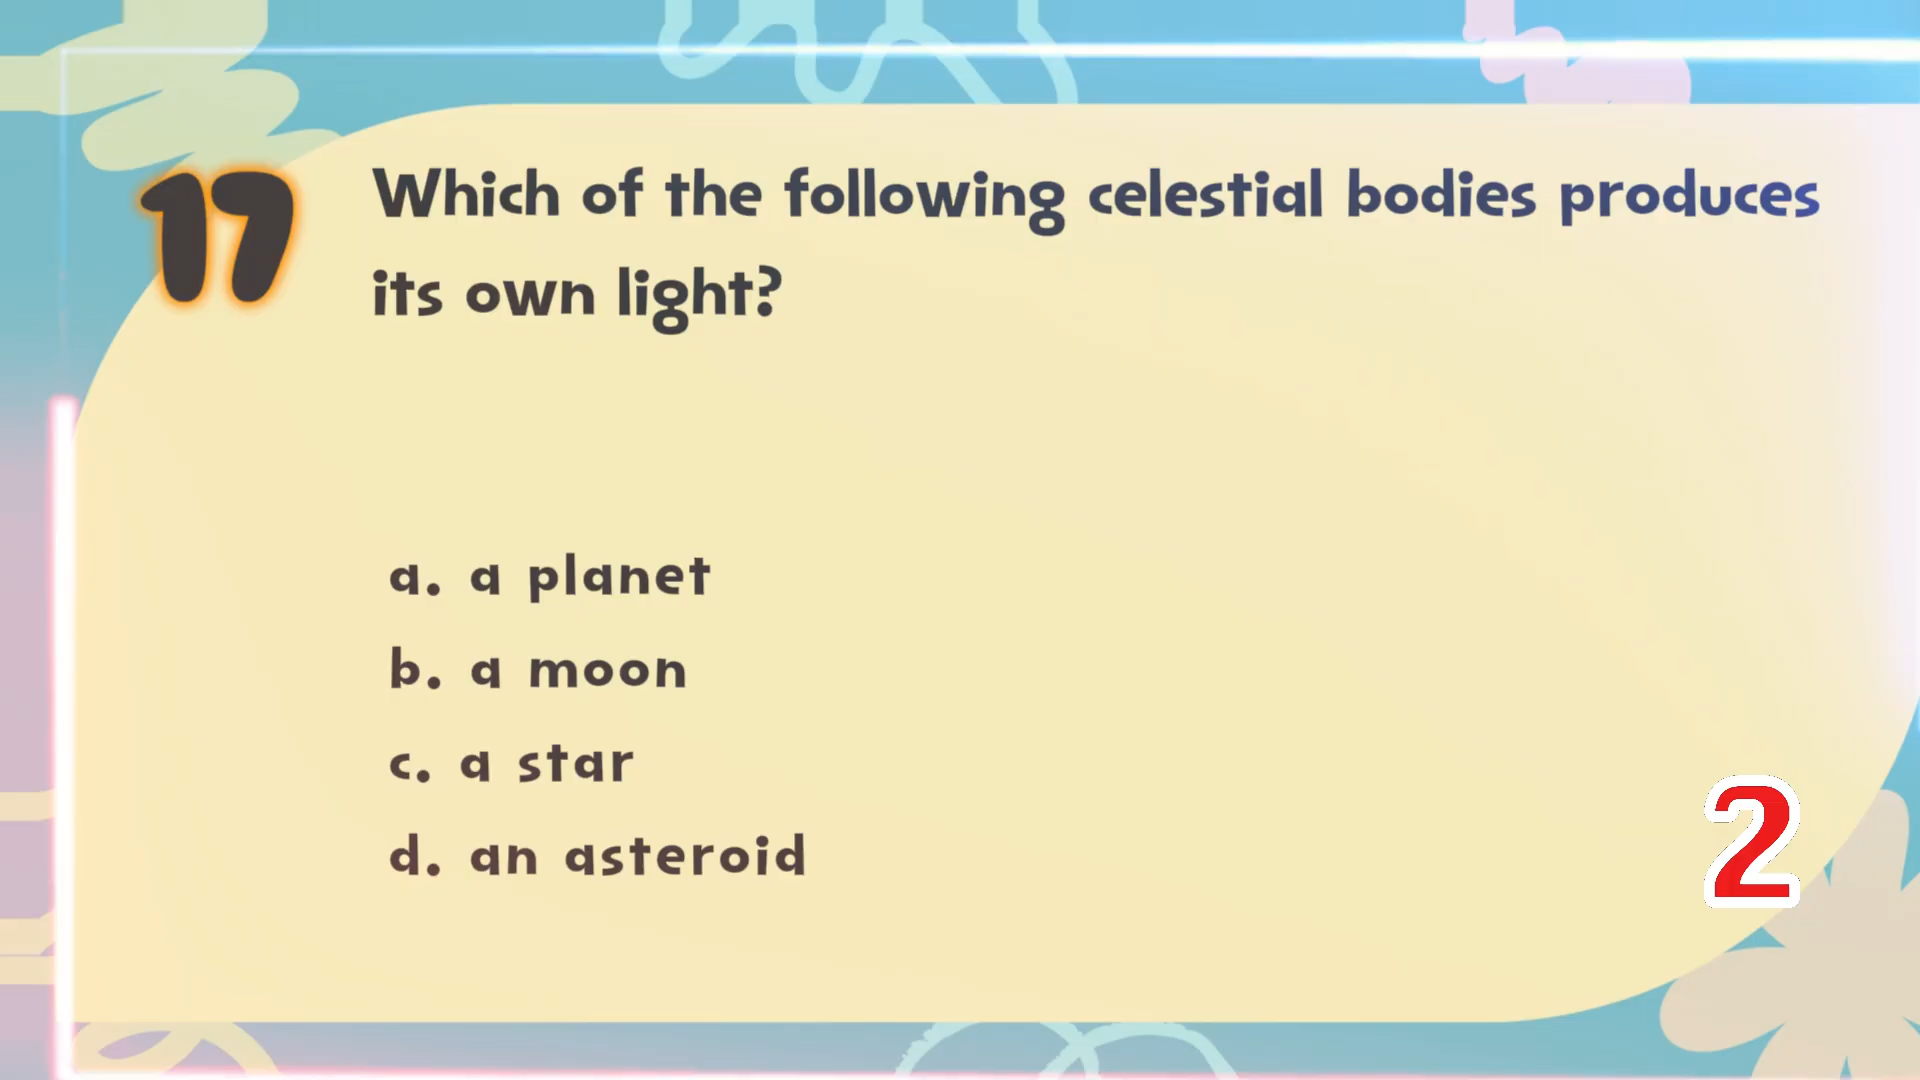 17
Which of the following celestial bodies produces
its own light?
a. a planet
b. a moon
c. a star
d. an asteroid
2